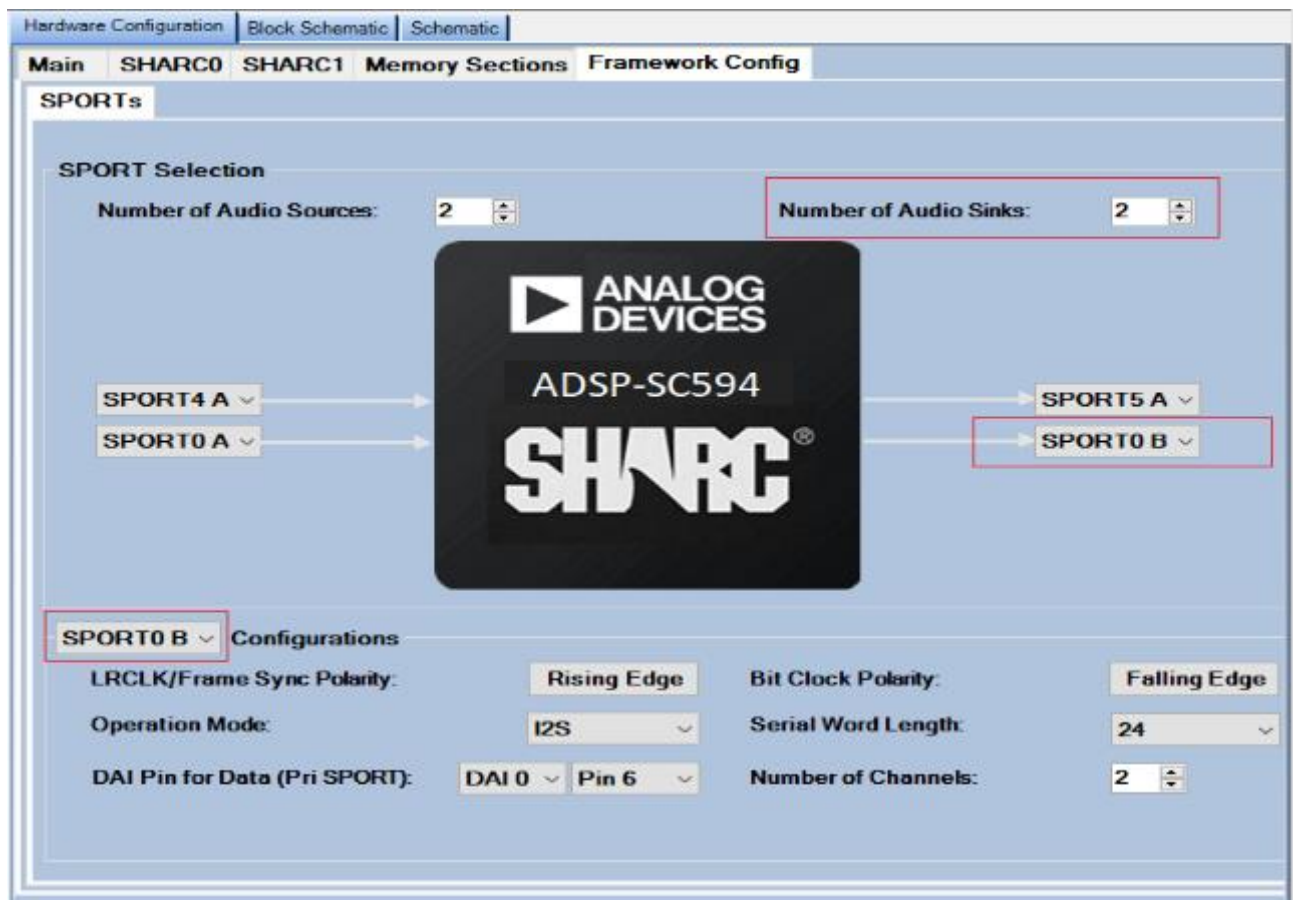 Hardware Configuration Block Schematic Schematic
Main SHARC0 SHARC1 Memory Sections Framework Config
SPORTs
SPORT Selection
Number of Audio Sources: 2 Number of Audio Sinks: 2
ANALOG
DEVICES
ADSP-SC594
SHARC®
SPORT4 A SPORT5 A
SPORT0 A SPORT0 B
SPORT0 B Configurations
LRCLK/Frame Sync Polarity: Rising Edge Bit Clock Polarity: Falling Edge
Operation Mode: I2S Serial Word Length: 24
DAI Pin for Data (Pri SPORT): DAI 0 Pin 6 Number of Channels: 2